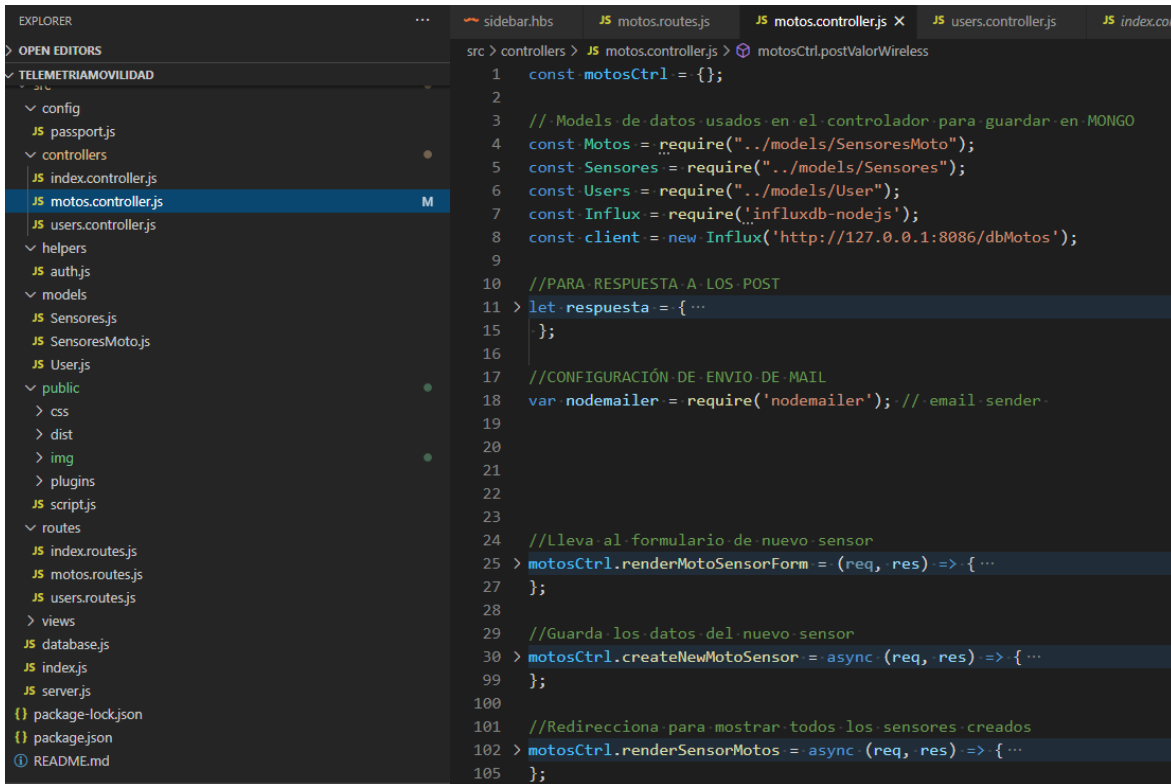 EXPLORER ...
OPEN EDITORS
TELEMETRIAMOVILIDAD
src
config
JS passport.js
controllers
JS index.controller.js
JS motos.controller.js M
JS users.controller.js
helpers
JS auth.js
models
JS Sensores.js
JS SensoresMoto.js
JS User.js
public
css
dist
img
plugins
JS script.js
routes
JS index.routes.js
JS motos.routes.js
JS users.routes.js
views
JS database.js
JS index.js
JS server.js
{} package-lock.json
{} package.json
README.md
sidebar.hbs JS motos.routes.js JS motos.controller.js × JS users.controller.js JS
src > controllers > JS motos.controller.js > motosCtrl.postValorWireless
1 const motosCtrl = {};
2
3 // Models de datos usados en el controlador para guardar en MONGO
4 const Motos = require("../models/SensoresMoto");
5 const Sensores = require("../models/Sensores");
6 const Users = require("../models/User");
7 const Influx = require('influxdb-nodejs');
8 const client = new Influx('http://127.0.0.1:8086/dbMotos');
9
10 //PARA RESPUESTA A LOS POST
11 > let respuesta = { ...
15 };
16
17 //CONFIGURACIÓN DE ENVIO DE MAIL
18 var nodemailer = require('nodemailer'); // email sender
19
20
21
22
23
24 //Lleva al formulario de nuevo sensor
25 > motosCtrl.renderMotoSensorForm = (req, res) => { ...
27 };
28
29 //Guarda los datos del nuevo sensor
30 > motosCtrl.createNewMotoSensor = async (req, res) => { ...
99 };
100
101 //Redirecciona para mostrar todos los sensores creados
102 > motosCtrl.renderSensorMotos = async (req, res) => { ...
105 };